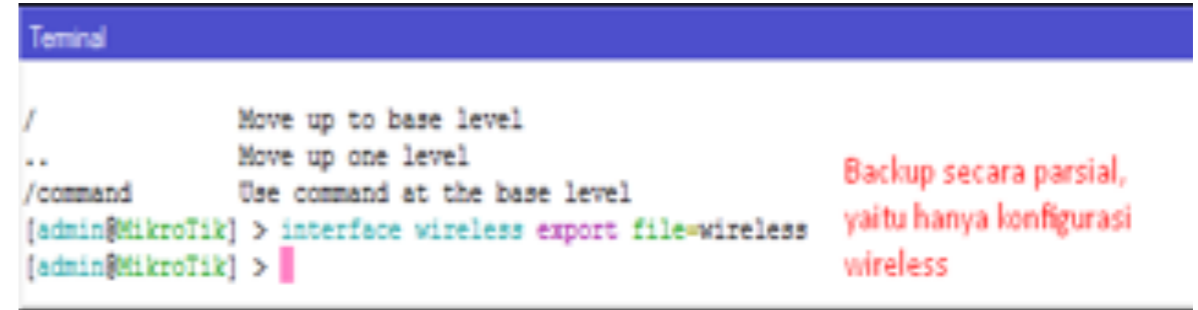 Teminal
/ Move up to base level
.. Move up one level
/command Use command at the base level
[admin@MikroTik] > interface wireless export file=wireless
[admin@MikroTik] >
Backup secara parsial,
yaitu hanya konfigurasi
wireless